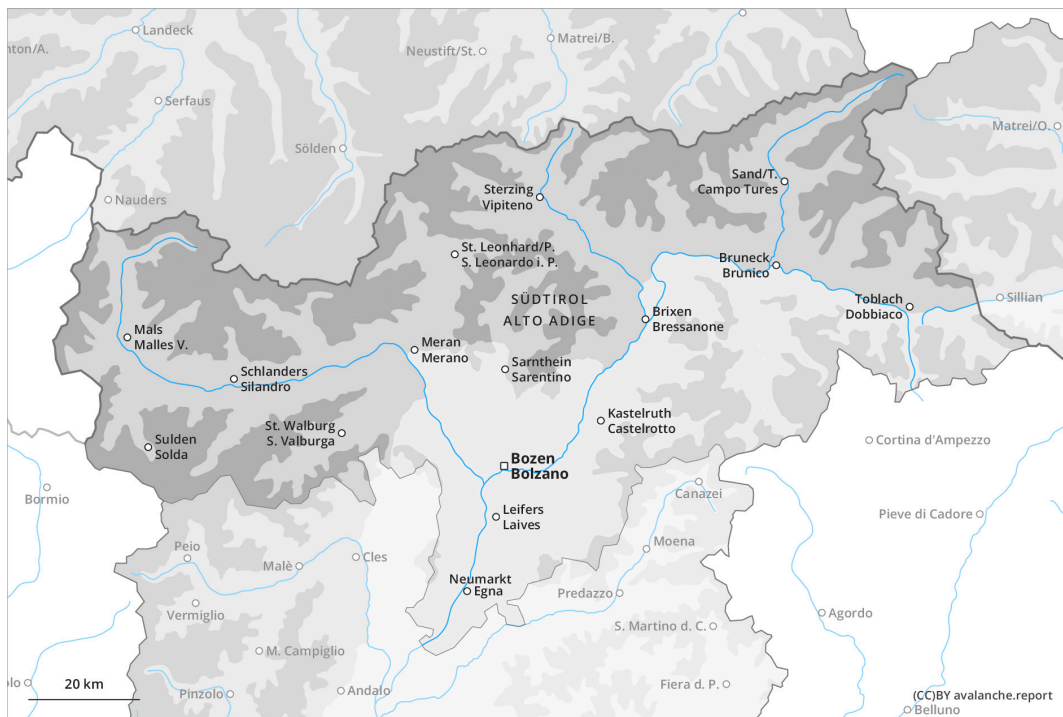 Landeck
nton/A.
Neustift/St.
Matrei/B.
Serfaus
Matrei/O.
Sölden
Nauders
Sand/T.
Campo Tures
Sterzing
Vipiteno
St. Leonhard/P.
S. Leonardo i. P.
Bruneck
Brunico
SÜDTIROL
ALTO ADIGE
Toblach
Dobbiaco
Sillian
Brixen
Bressanone
Mals
Malles V.
Meran
Merano
Sarnthein
Sarentino
Schlanders
Silandro
Kastelruth
Castelrotto
St. Walburg
S. Valburga
Sulden
Solda
Cortina d'Ampezzo
Bozen
Bolzano
Bormio
Canazei
Leifers
Laives
Pieve di Cadore
Moena
Peio
Malè
Cles
Neumarkt
Egna
Predazzo
Vermiglio
Agordo
S. Martino d. C.
M. Campiglio
olo
20 km
Pinzolo
Andalo
Fiera d. P.
(CC)BY avalanche.report
Belluno